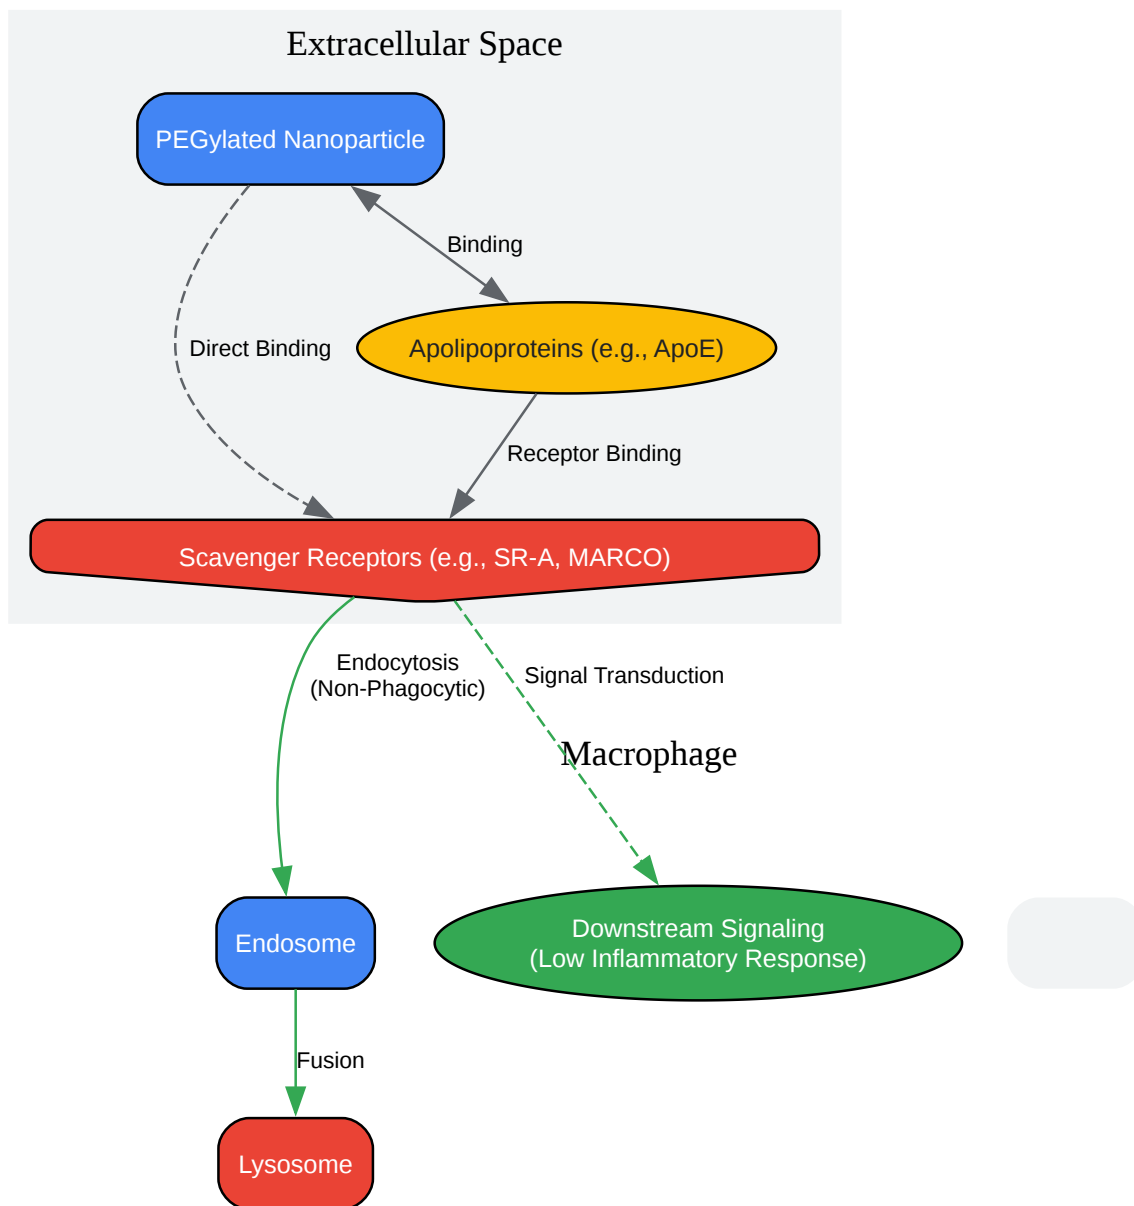 Extracellular Space
PEGylated Nanoparticle
Binding
Direct Binding
Apolipoproteins (e.g., ApoE)
Receptor Binding
Scavenger Receptors (e.g., SR-A, MARCO)
Endocytosis
(Non-Phagocytic)
Signal Transduction
Macrophage
Endosome
Downstream Signaling
(Low Inflammatory Response)
Fusion
Lysosome